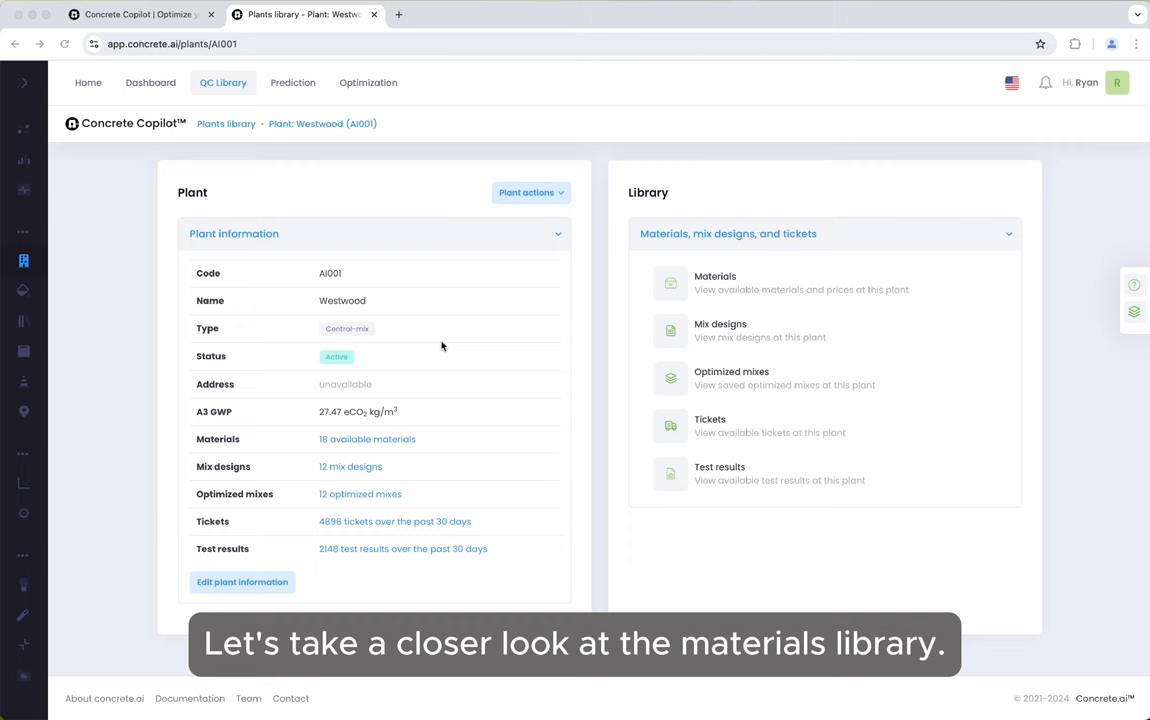 Concrete Copilot | Optimize y
Plants library - Plant: Westwo
app.concrete.ai/plants/AI001
Home
Dashboard
QC Library
Prediction
Optimization
Hi, Ryan
R
Concrete Copilot™
Plants library • Plant: Westwood (AI001)
Plant
Plant actions
Plant information
Code AI001
Name Westwood
Type Central-mix
Status Active
Address unavailable
A3 GWP 27.47 eCO₂ kg/m³
Materials 18 available materials
Mix designs 12 mix designs
Optimized mixes 12 optimized mixes
Tickets 4896 tickets over the past 30 days
Test results 2148 test results over the past 30 days
Edit plant information
Library
Materials, mix designs, and tickets
Materials
View available materials and prices at this plant
Mix designs
View mix designs at this plant
Optimized mixes
View saved optimized mixes at this plant
Tickets
View available tickets at this plant
Test results
View available test results at this plant
Let's take a closer look at the materials library.
About concrete.ai
Documentation
Team
Contact
© 2021-2024 Concrete.ai™